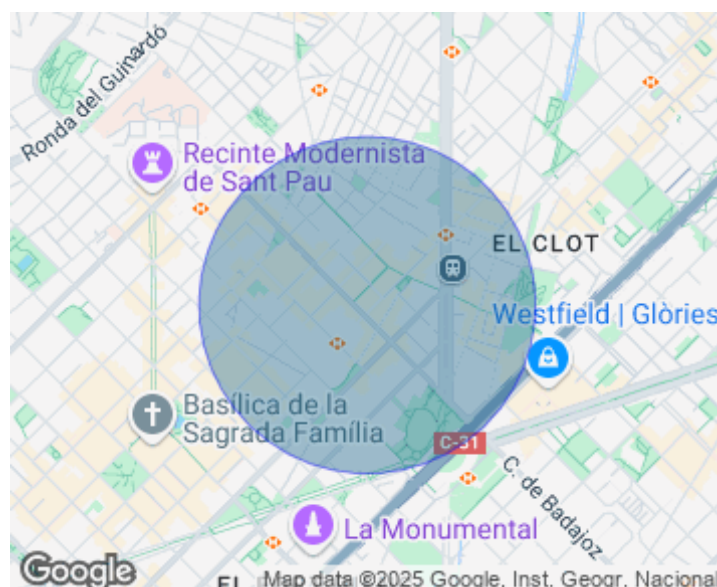 Ronda del Guinardó
Recinte Modernista
de Sant Pau
EL CLOT
Westfield | Glòries
Basílica de la
Sagrada Família
C-31
C. de Badajoz
La Monumental
Google
EL
Map data ©2025 Google, Inst. Geogr. Nacional